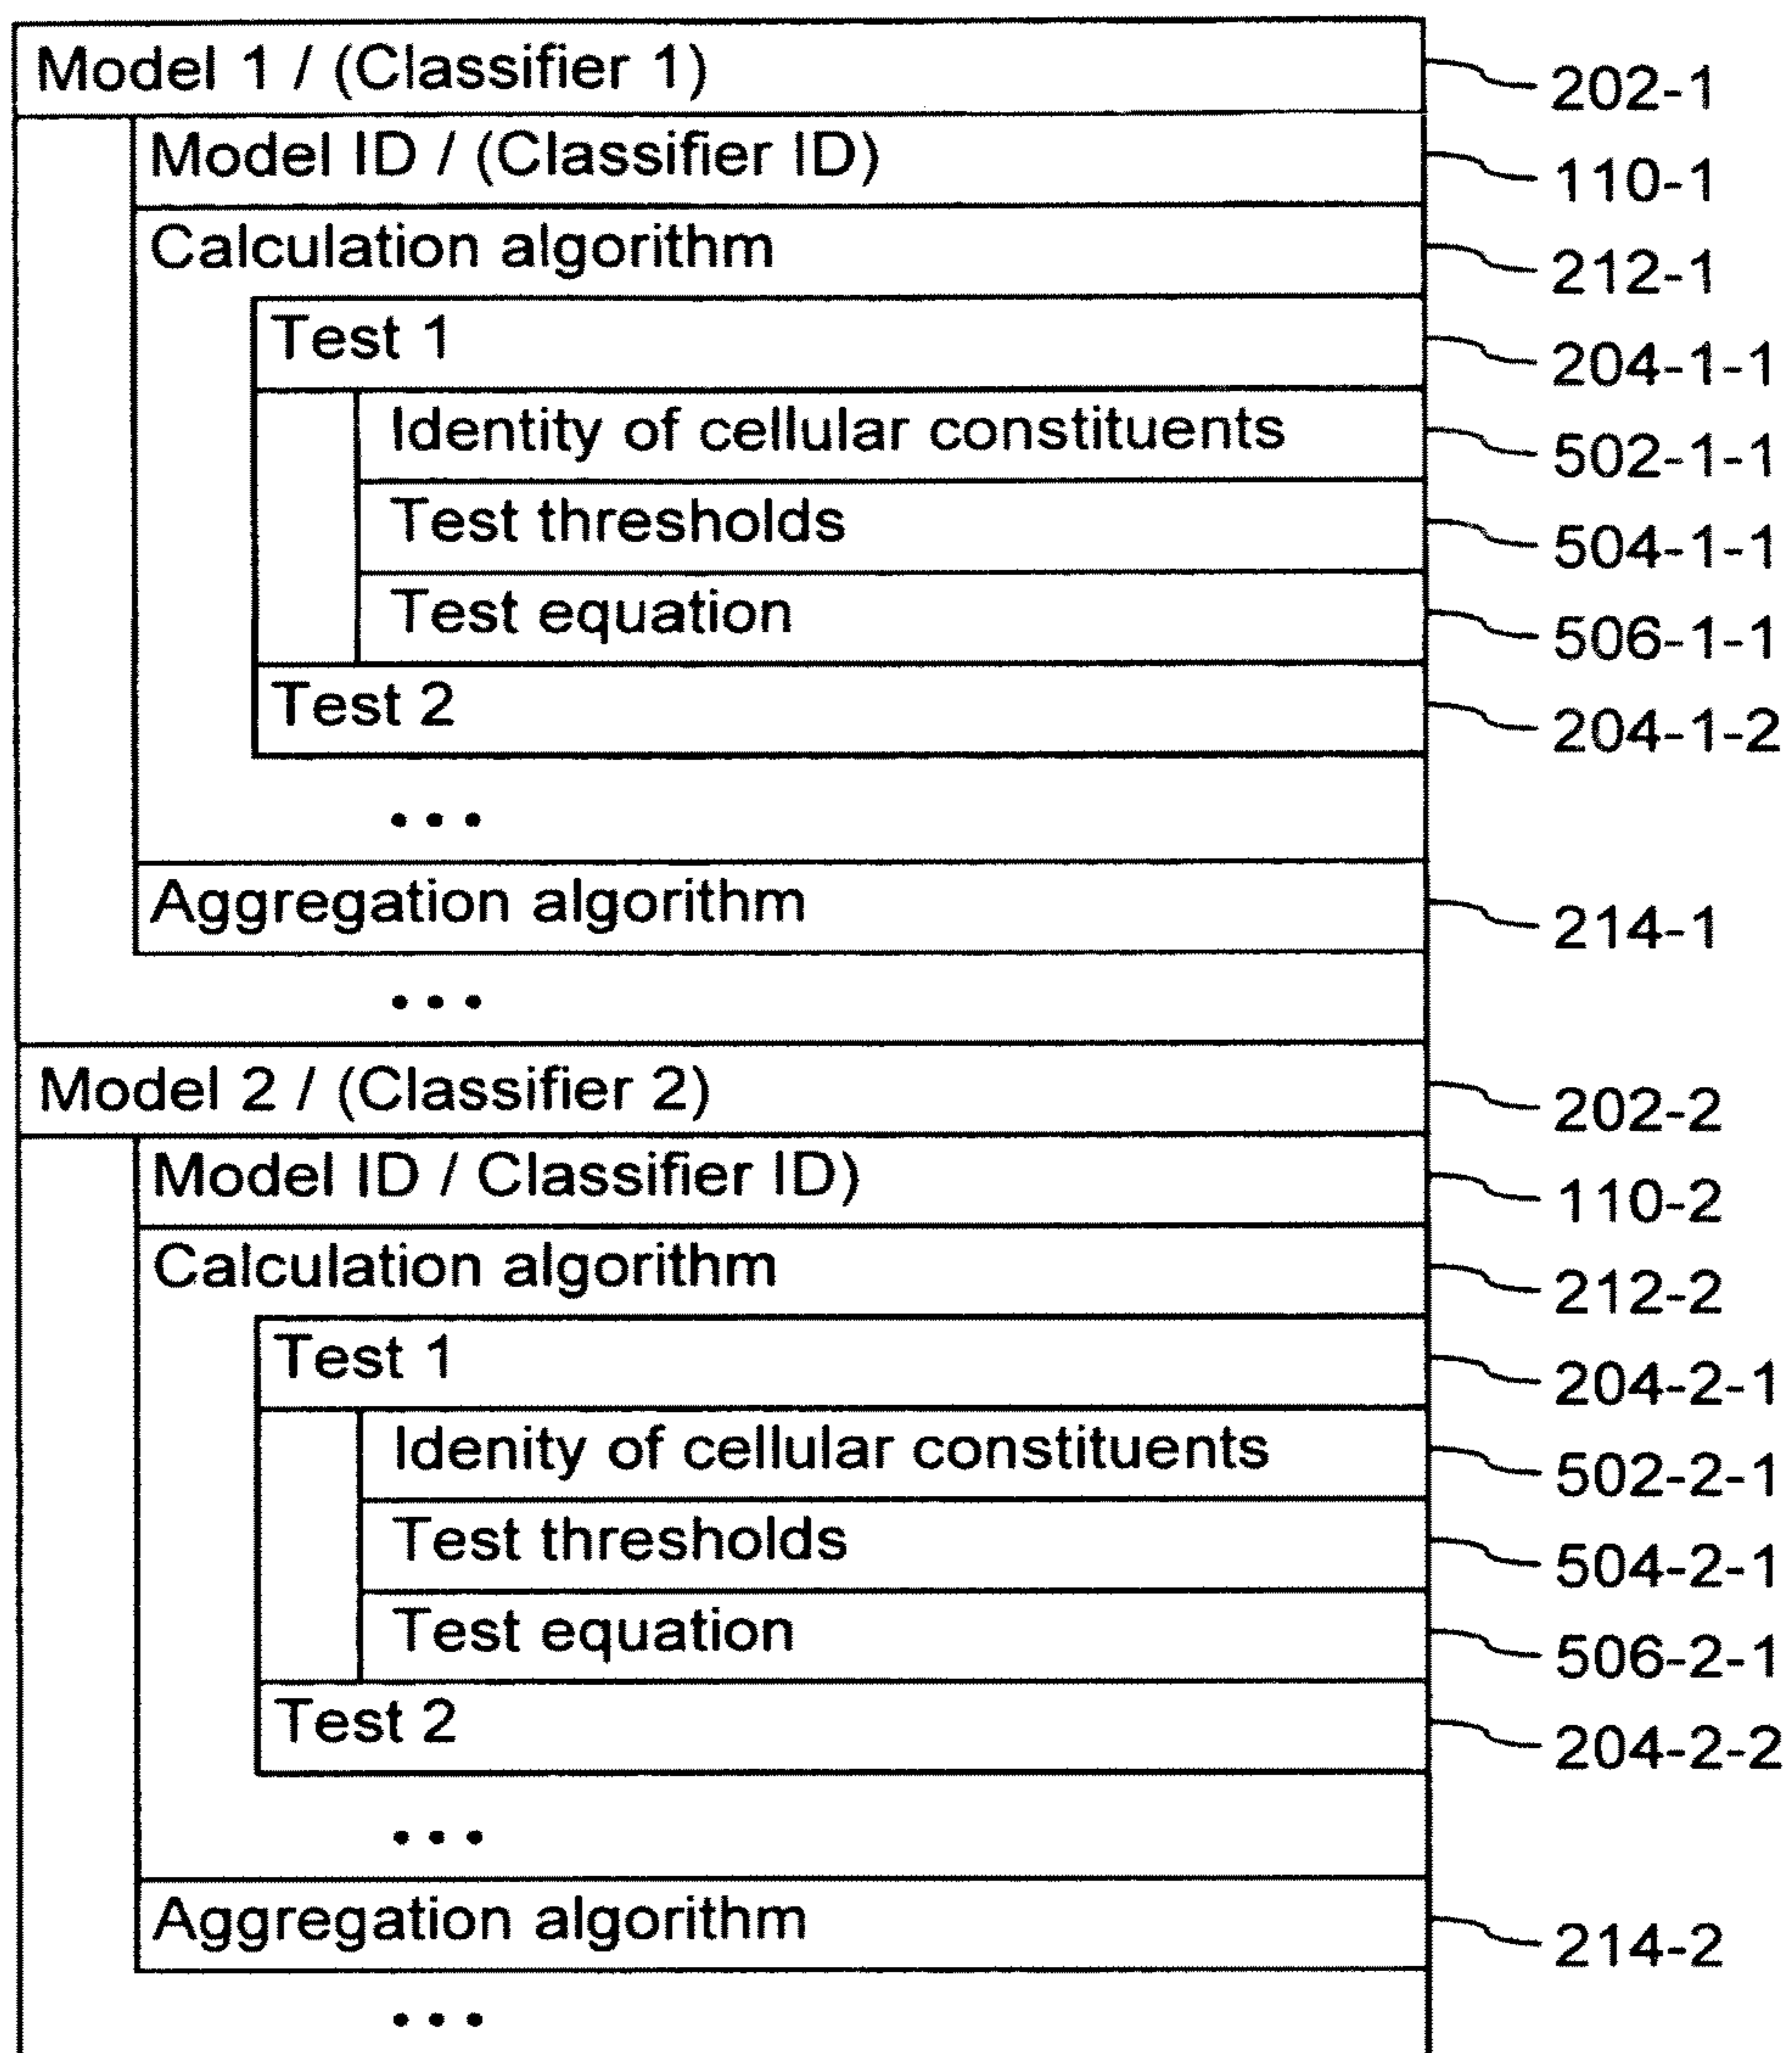 Model 1 / (Classifier 1) 202-1
Model ID / (Classifier ID) 110-1
Calculation algorithm 212-1
Test 1 204-1-1
Identity of cellular constituents 502-1-1
Test thresholds 504-1-1
Test equation 506-1-1
Test 2 204-1-2
...
Aggregation algorithm 214-1
...
Model 2 / (Classifier 2) 202-2
Model ID / Classifier ID) 110-2
Calculation algorithm 212-2
Test 1 204-2-1
Idenity of cellular constituents 502-2-1
Test thresholds 504-2-1
Test equation 506-2-1
Test 2 204-2-2
...
Aggregation algorithm 214-2
...